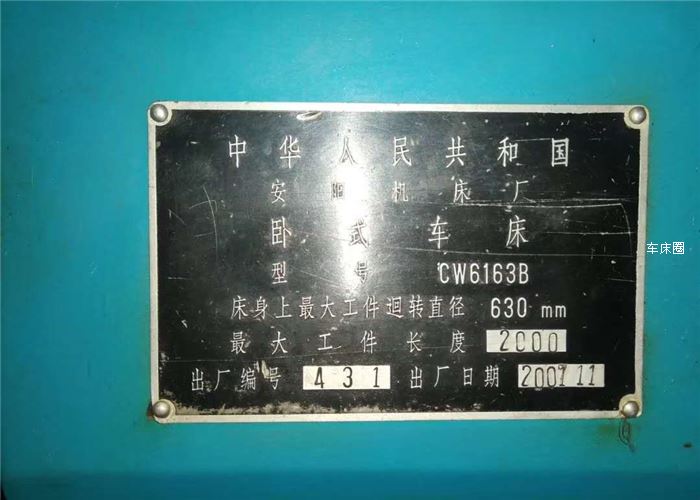 中华人民共和国
安阳机床厂
卧式车床
型号 CW6163B
床身上最大工件迴转直径 630 mm
最大工件长度 2000
出厂编号 431 出厂日期 2001 11
车床圈